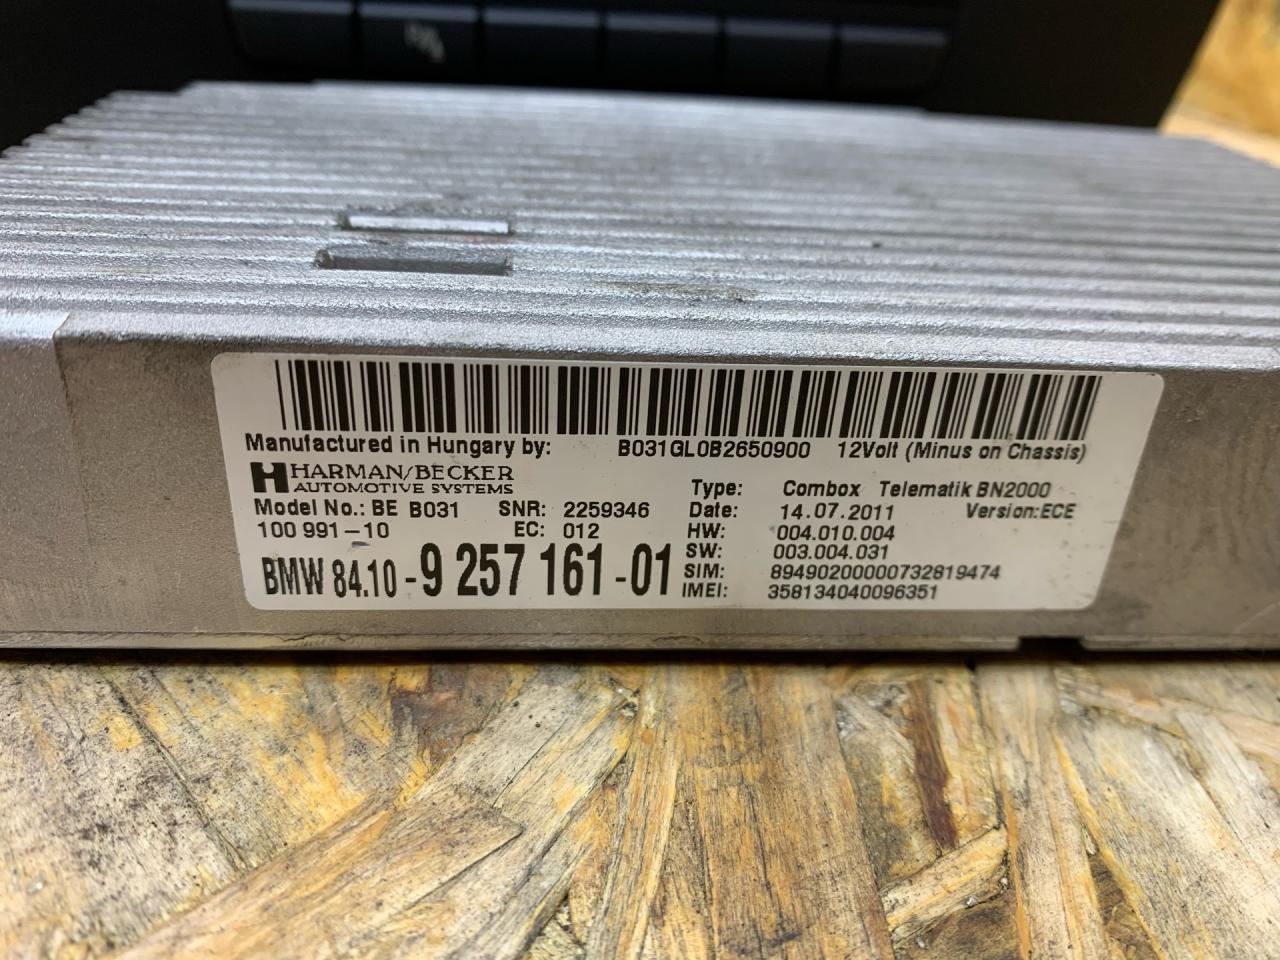 Manufactured in Hungary by: B031GL0B2650900 12Volt (Minus on Chassis)
HARMAN/BECKER
AUTOMOTIVE SYSTEMS
Type: Combox Telematik BN2000
Model No.: BE B031 SNR: 2259346
Date: 14.07.2011 Version:ECE
100 991-10 EC: 012
HW: 004.010.004
SW: 003.004.031
BMW 84.10-9 257 161-01
SIM: 89490200000732819474
IMEI: 358134040096351